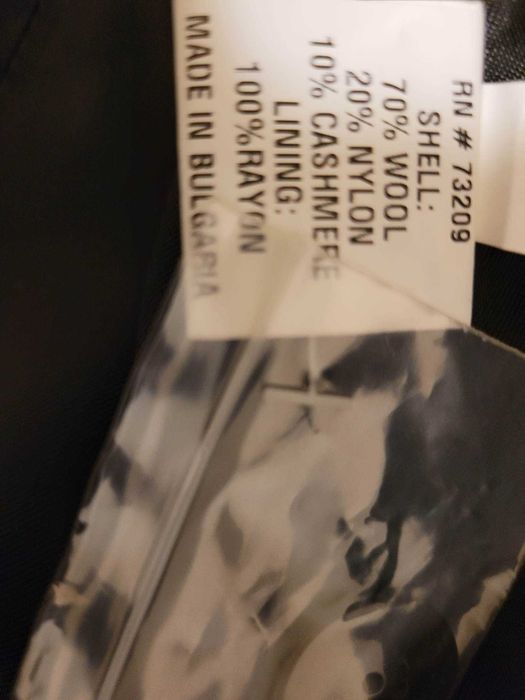 RN # 73209
SHELL:
70% WOOL
20% NYLON
10% CASHMERE
LINING:
100%RAYON
MADE IN BULGARIA